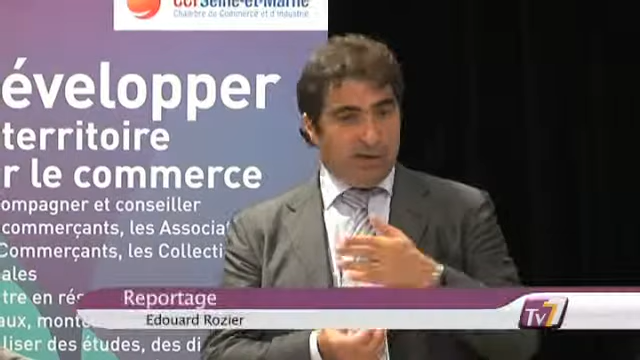 CCI Seine-et-Marne
Chambre de Commerce et d'Industrie
évelopper
territoire
r le commerce
ompagner et conseiller
commerçants, les Associa
Commerçants, les Collecti
ales
tre en rés
aux, monte
liser des études, des di
Reportage
Edouard Rozier
Tv7